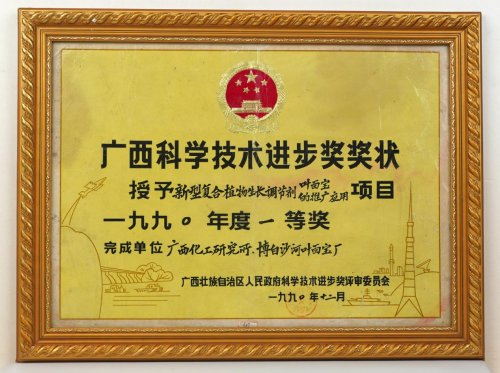 广西科学技术进步奖奖状
授予新型复合植物生长调节剂叶面宝的推广应用项目
一九九〇年度一等奖
完成单位 广西化工研究所、博白沙河叶面宝厂
广西壮族自治区人民政府科学技术进步奖评审委员会
一九九〇年十二月